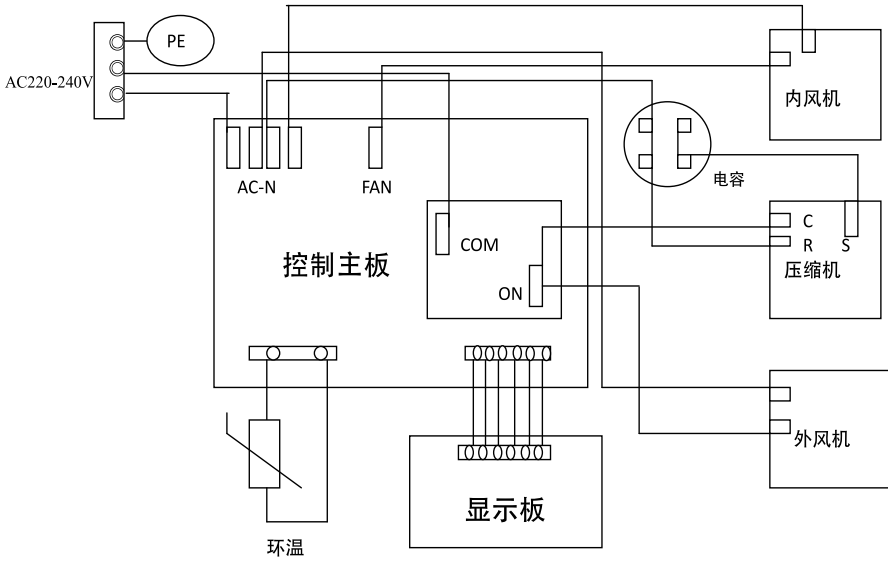 PE
AC220-240V
内风机
电容
AC-N
FAN
控制主板
COM
ON
C
R
S
压缩机
外风机
显示板
环温